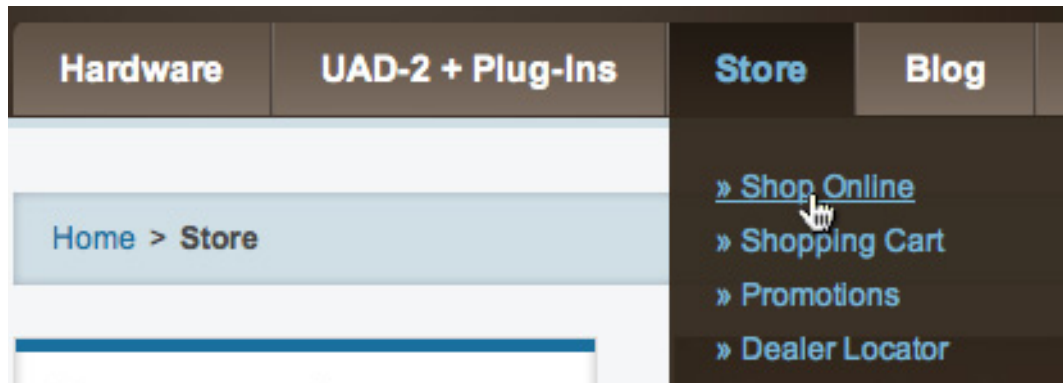 Hardware UAD-2 + Plug-Ins Store Blog
» Shop Online
Home > Store
» Shopping Cart
» Promotions
» Dealer Locator